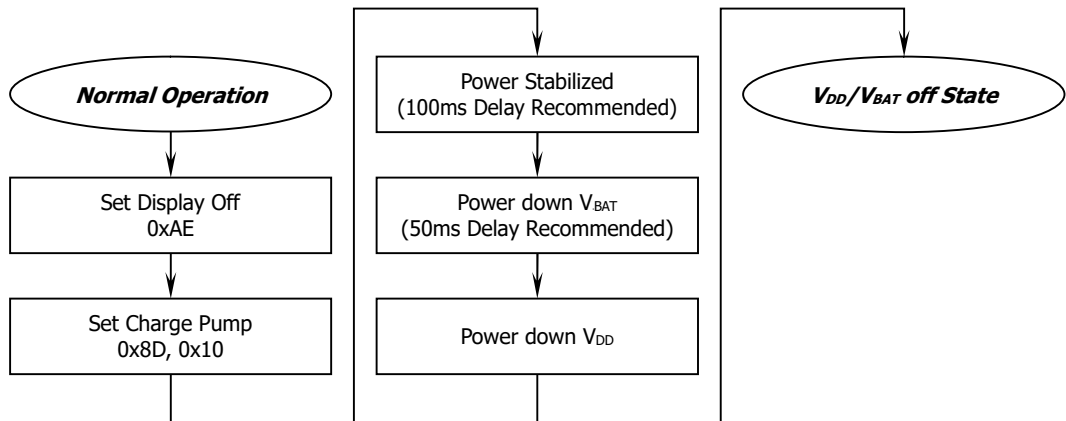 Normal Operation
Set Display Off
0xAE
Set Charge Pump
0x8D, 0x10
Power Stabilized
(100ms Delay Recommended)
Power down VBAT
(50ms Delay Recommended)
Power down VDD
VDD/VBAT off State